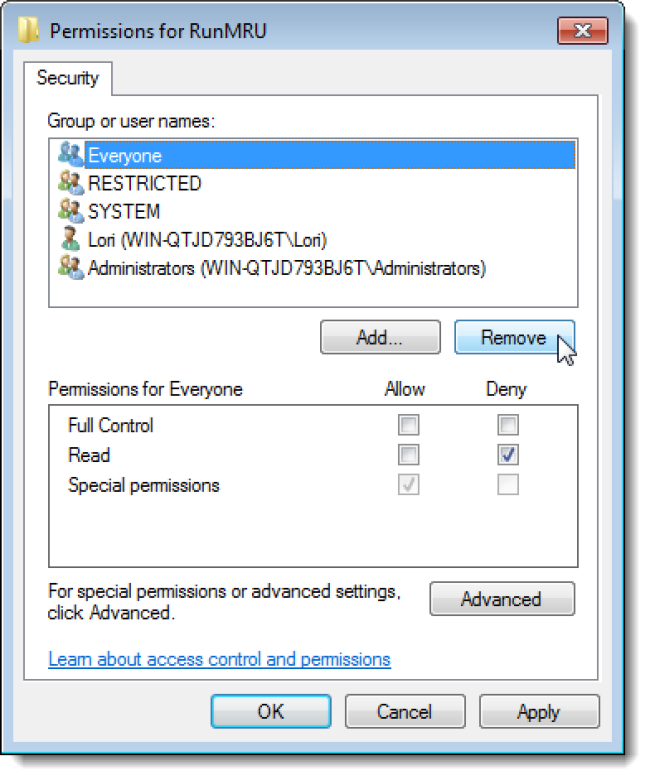 Permissions for RunMRU
Security
Group or user names:
Everyone
RESTRICTED
SYSTEM
Lori (WIN-QTJD793BJ6T\Lori)
Administrators (WIN-QTJD793BJ6T\Administrators)
Add...
Remove
Permissions for Everyone
Allow
Deny
Full Control
Read
Special permissions
For special permissions or advanced settings,
click Advanced.
Advanced
Learn about access control and permissions
OK
Cancel
Apply